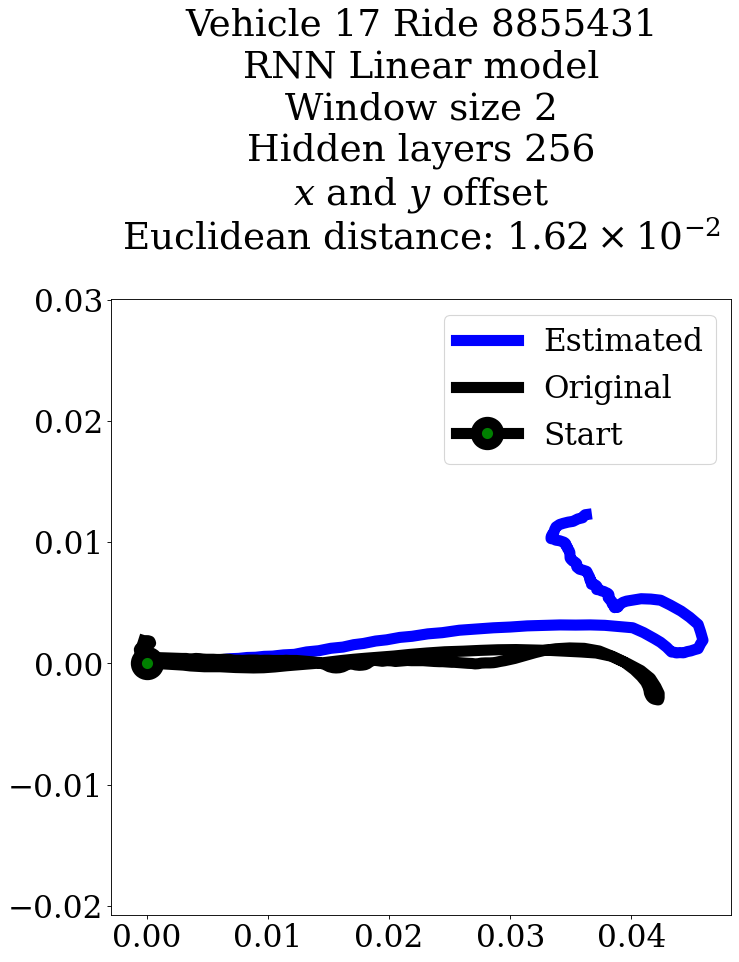 Vehicle 17 Ride 8855431
RNN Linear model
Window size 2
Hidden layers 256
x and y offset
Euclidean distance: 1.62 × 10⁻²
0.03
0.02
0.01
0.00
−0.01
−0.02
Estimated
Original
Start
0.00 0.01 0.02 0.03 0.04